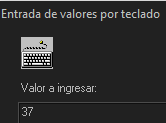 Entrada de valores por teclado
Valor a ingresar:
37